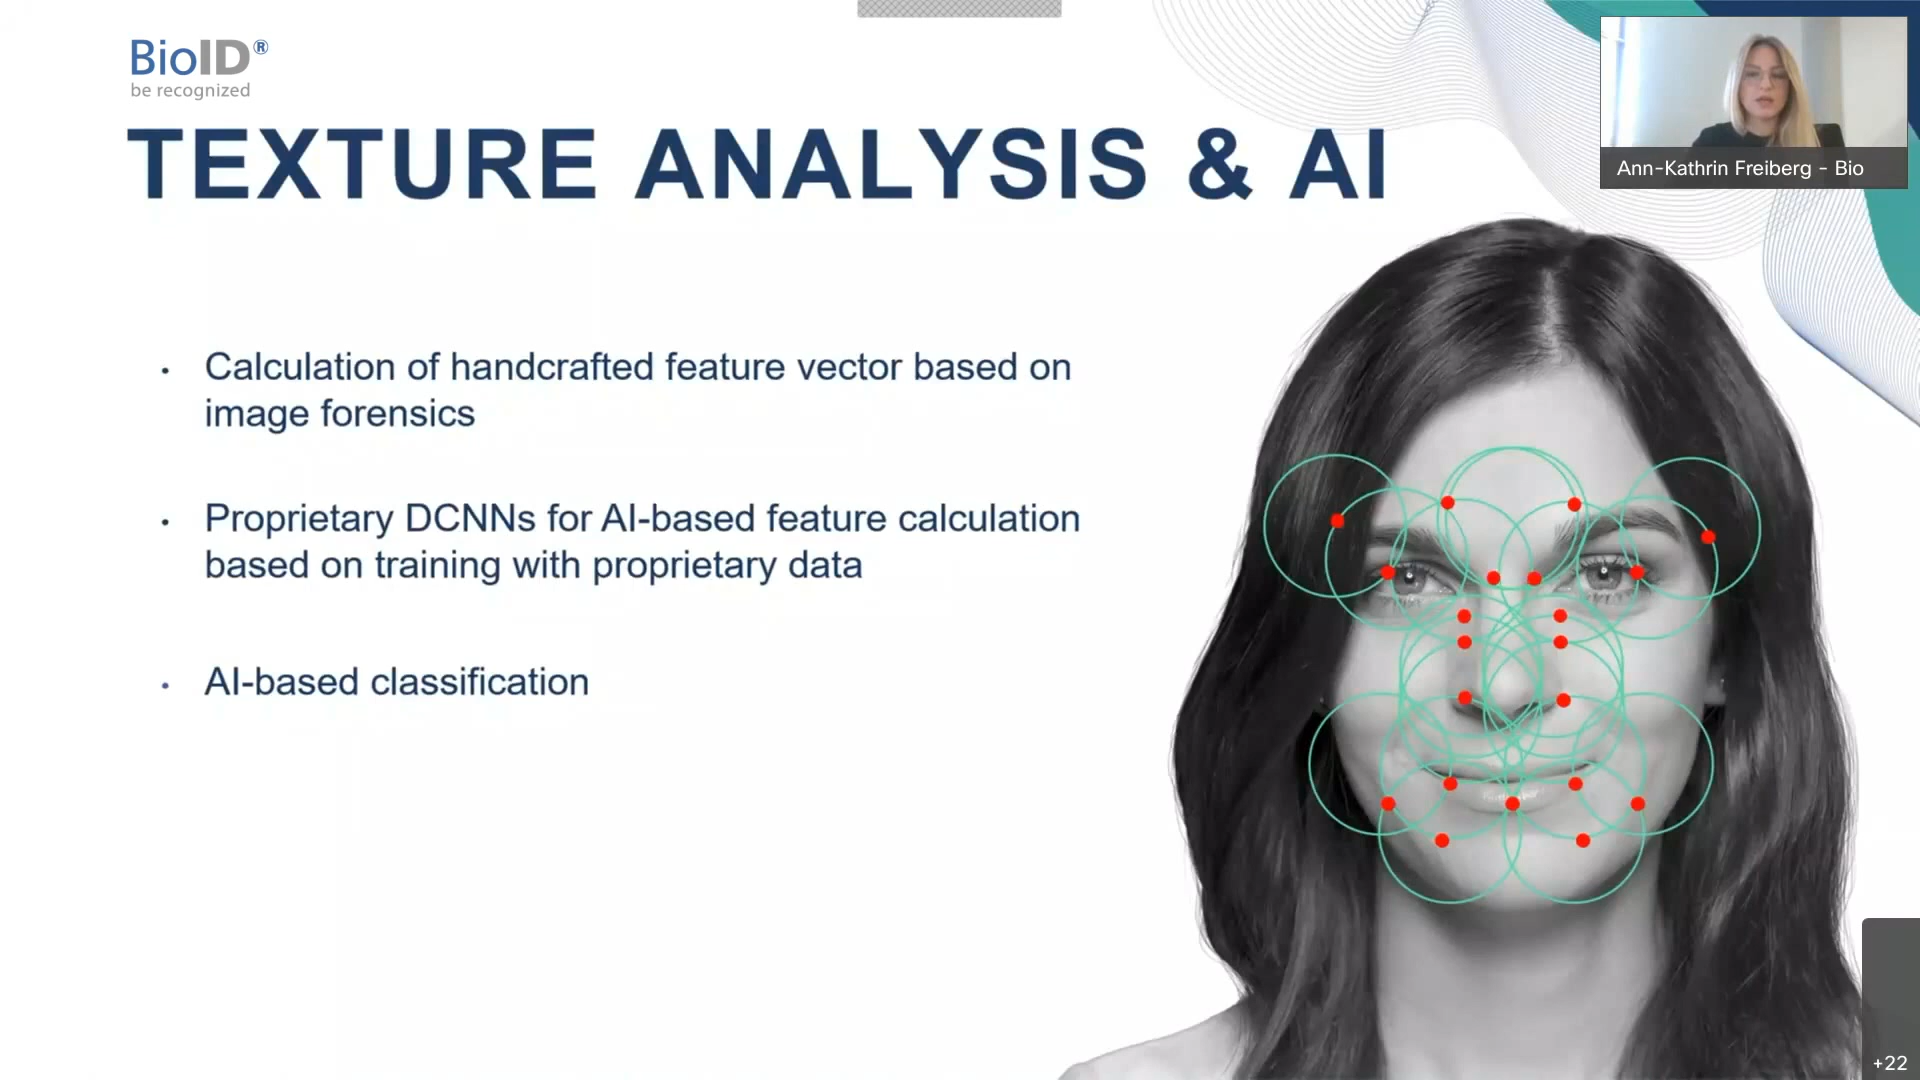 BioID®
be recognized
TEXTURE ANALYSIS & AI
Ann-Kathrin Freiberg - Bio
• Calculation of handcrafted feature vector based on
image forensics
• Proprietary DCNNs for AI-based feature calculation
based on training with proprietary data
• AI-based classification
+22